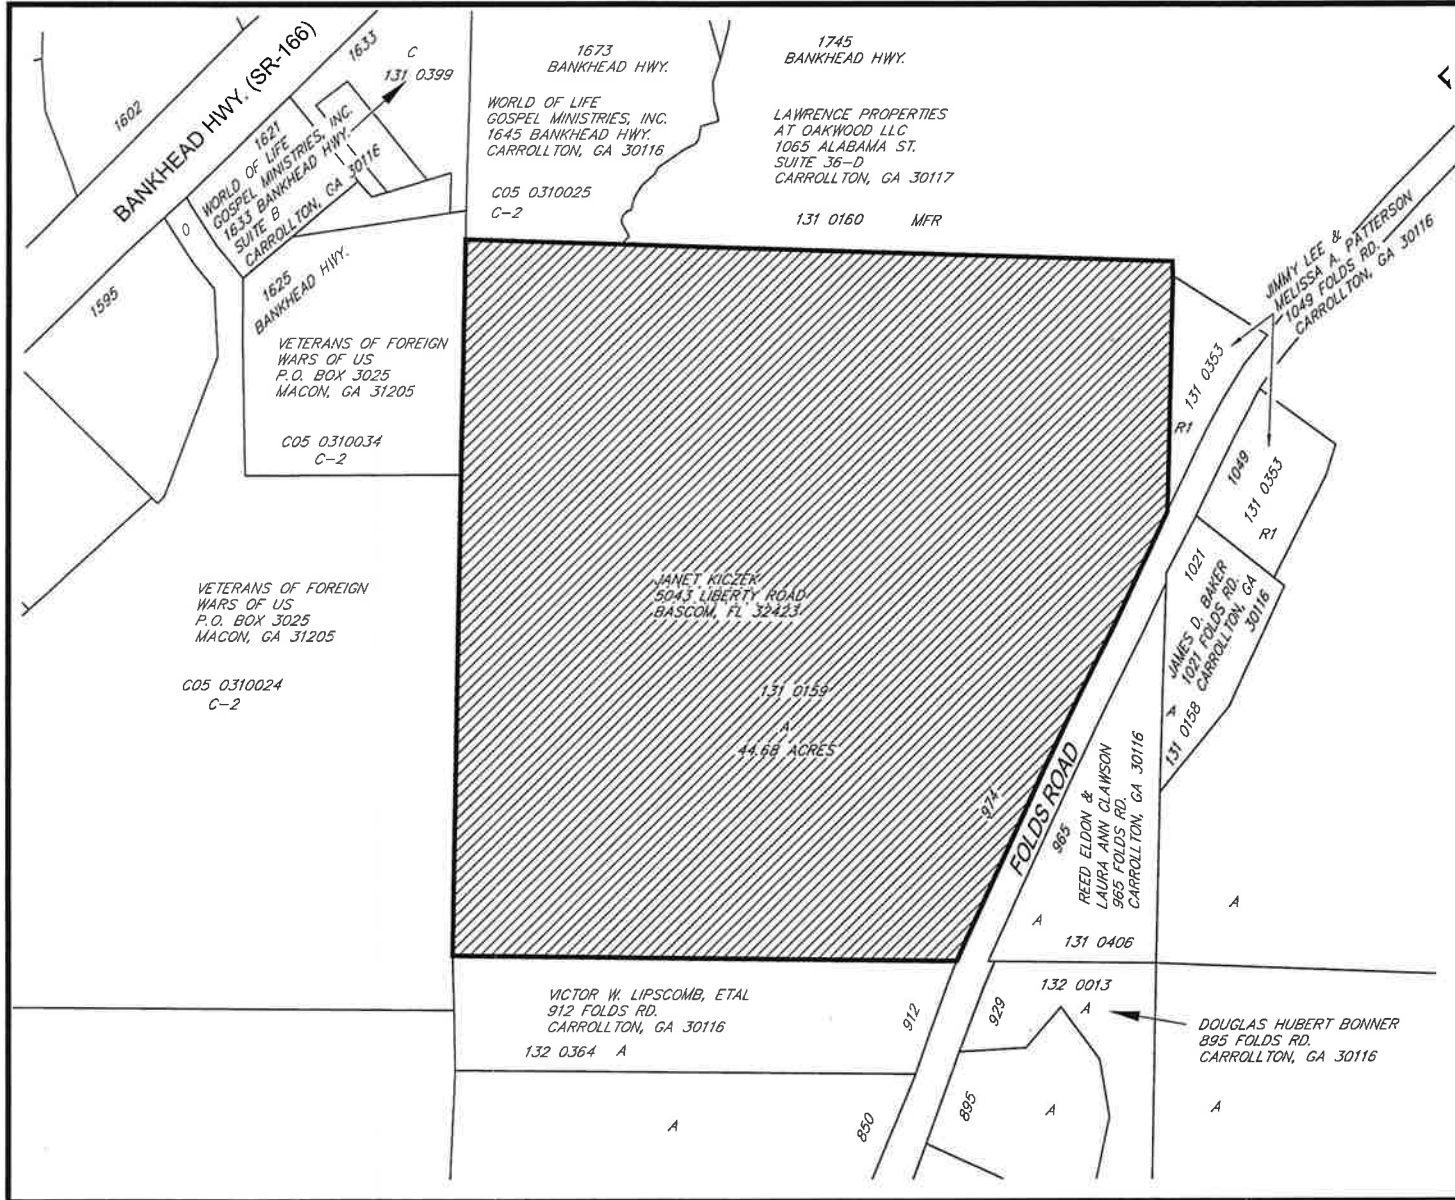 BANKHEAD HWY. (SR-166)
1602
1633
C
131 0399
1621
WORLD OF LIFE
GOSPEL MINISTRIES, INC.
1633 BANKHEAD HWY.
SUITE B
CARROLLTON, GA 30116
0
1595
1625
BANKHEAD HWY.
VETERANS OF FOREIGN
WARS OF US
P.O. BOX 3025
MACON, GA 31205
C05 0310034
C-2
VETERANS OF FOREIGN
WARS OF US
P.O. BOX 3025
MACON, GA 31205
C05 0310024
C-2
1673
BANKHEAD HWY.
WORLD OF LIFE
GOSPEL MINISTRIES, INC.
1645 BANKHEAD HWY.
CARROLLTON, GA 30116
C05 0310025
C-2
1745
BANKHEAD HWY.
LAWRENCE PROPERTIES
AT OAKWOOD LLC
1065 ALABAMA ST.
SUITE 36-D
CARROLLTON, GA 30117
131 0160 MFR
JIMMY LEE &
MELISSA A. PATTERSON
1049 FOLDS RD.
CARROLLTON, GA 30116
131 0353
R1
1049
131 0353
R1
1021
JAMES D. BAKER
1021 FOLDS RD.
CARROLLTON, GA
30116
A
131 0158
JANET KICZEK
5043 LIBERTY ROAD
BASCOM, FL 32423
131 0159
A
44.68 ACRES
974
FOLDS ROAD
965
REED ELDON &
LAURA ANN CLAWSON
965 FOLDS RD.
CARROLLTON, GA 30116
A
131 0406
A
VICTOR W. LIPSCOMB, ETAL
912 FOLDS RD.
CARROLLTON, GA 30116
132 0364 A
912
929
132 0013
A
DOUGLAS HUBERT BONNER
895 FOLDS RD.
CARROLLTON, GA 30116
A
850
895
A
A